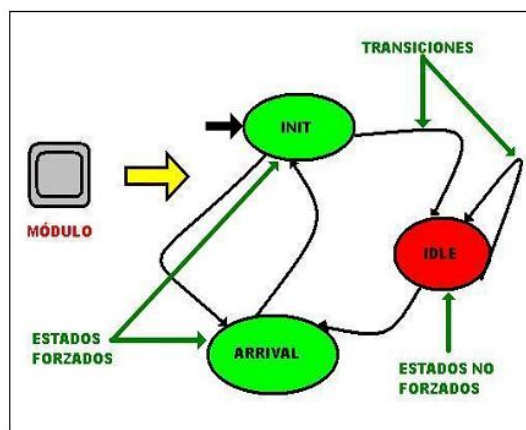 TRANSICIONES
INIT
MÓDULO
IDLE
ESTADOS
FORZADOS
ARRIVAL
ESTADOS NO
FORZADOS